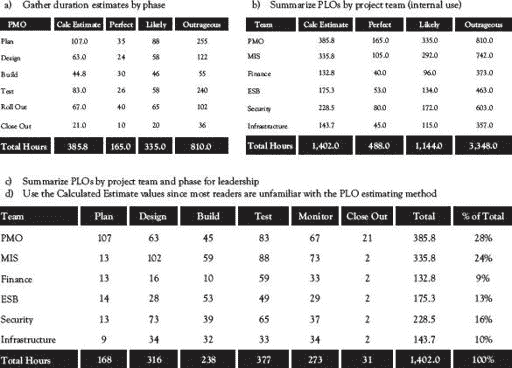 a) Gather duration estimates by phase
PMO Calc Estimate Perfect Likely Outrageous
Plan 107.0 35 88 255
Design 63.0 24 58 122
Build 44.8 30 46 55
Test 83.0 26 58 240
Roll Out 67.0 40 65 102
Close Out 21.0 10 20 36
Total Hours 385.8 165.0 335.0 810.0
b) Summarize PLOs by project team (internal use)
Team Calc Estimate Perfect Likely Outrageous
PMO 385.8 165.0 335.0 810.0
MIS 335.8 105.0 292.0 742.0
Finance 132.8 40.0 96.0 373.0
ESB 175.3 53.0 134.0 463.0
Security 228.5 80.0 172.0 603.0
Infrastructure 143.7 45.0 115.0 357.0
Total Hours 1,402.0 488.0 1,144.0 3,348.0
c) Summarize PLOs by project team and phase for leadership
d) Use the Calculated Estimate values since most readers are unfamiliar with the PLO estimating method
Team Plan Design Build Test Monitor Close Out Total % of Total
PMO 107 63 45 83 67 21 385.8 28%
MIS 13 102 59 88 73 2 335.8 24%
Finance 13 16 10 59 33 2 132.8 9%
ESB 14 28 53 49 29 2 175.3 13%
Security 13 73 39 65 37 2 228.5 16%
Infrastructure 9 34 32 33 34 2 143.7 10%
Total Hours 168 316 238 377 273 31 1,402.0 100%